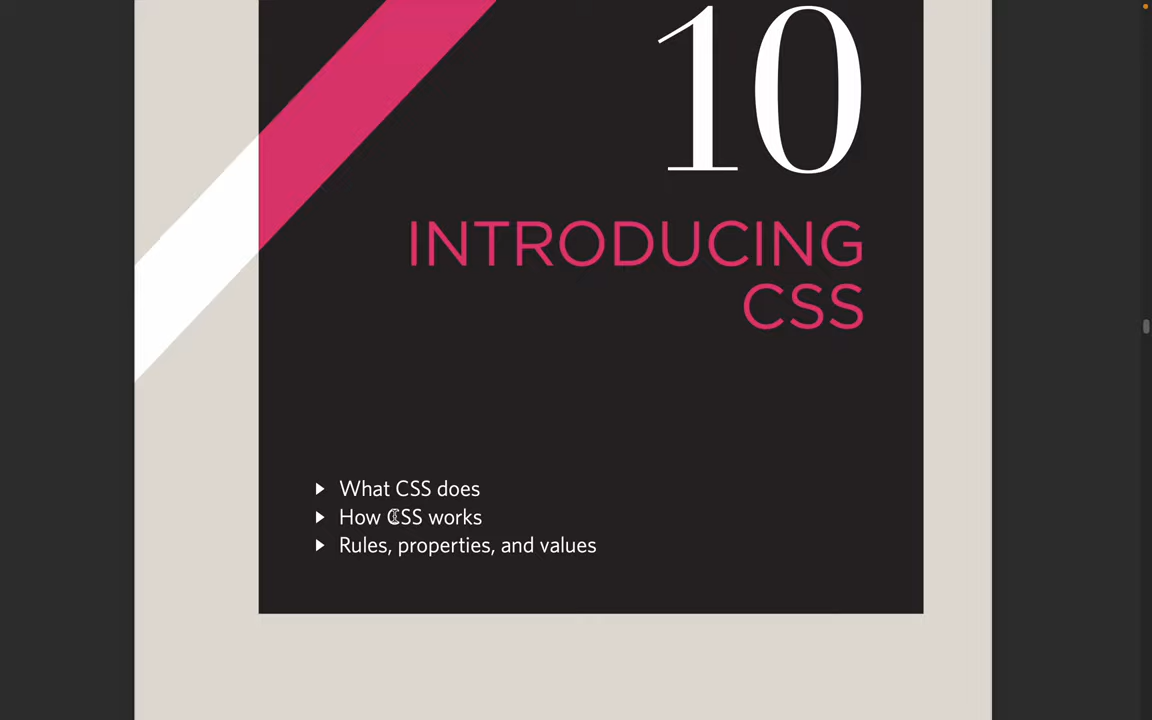 10
INTRODUCING
CSS
What CSS does
How CSS works
Rules, properties, and values